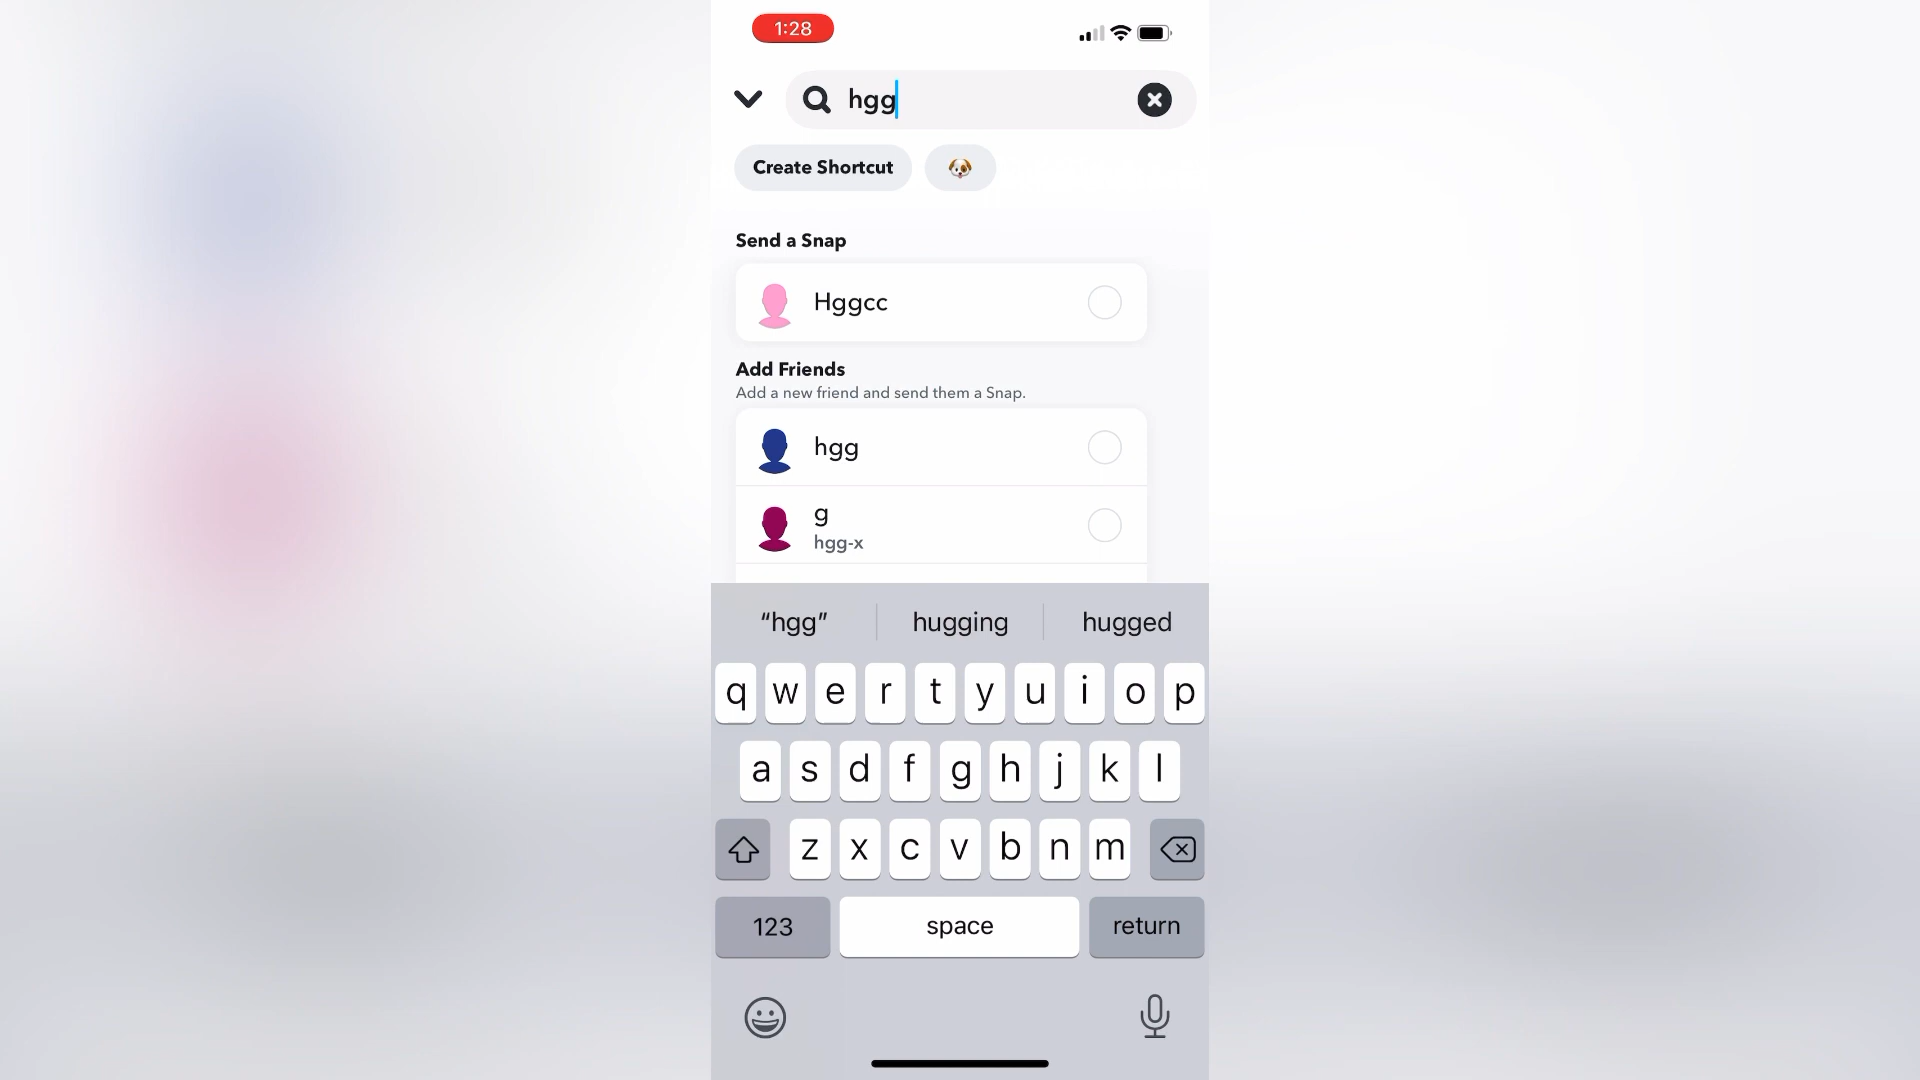 1:28
hgg
Create Shortcut
Send a Snap
Hggcc
Add Friends
Add a new friend and send them a Snap.
hgg
g
hgg-x
“hgg” hugging hugged
q w e r t y u i o p
a s d f g h j k l
z x c v b n m
123 space return